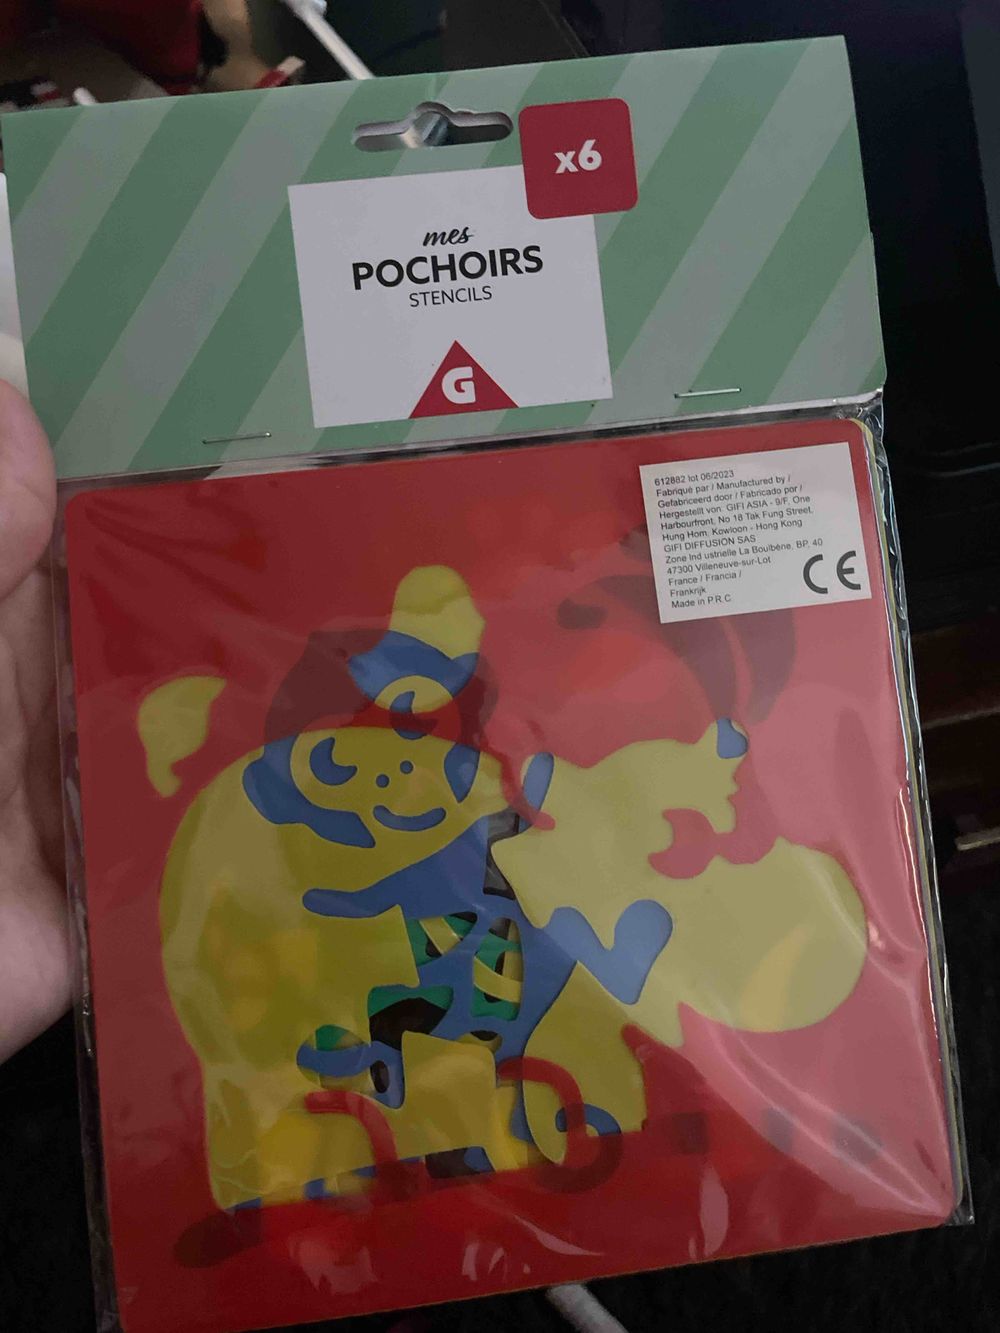 x6
mes
POCHOIRS
STENCILS
G
612882 lot 06/2023
Fabriqué par / Manufactured by /
Gefabriceerd door / Fabricado por /
Hergestellt von: GIFI ASIA - 9/F, One
Harbourfront, No 18 Tak Fung Street,
Hung Hom, Kowloon - Hong Kong
GIFI DIFFUSION SAS
Zone Ind ustrielle La Boulbène, BP, 40
47300 Villeneuve-sur-Lot
France / Francia /
Frankrijk
Made in P.R.C
CE